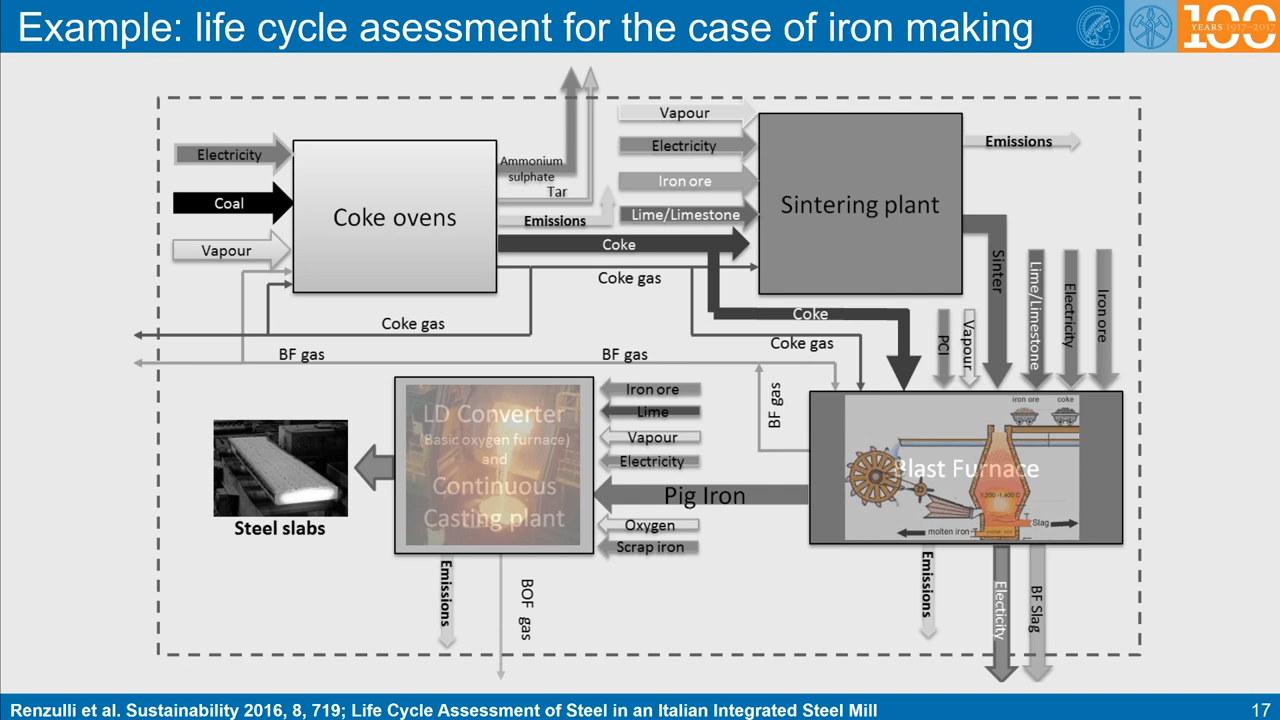 Example: life cycle asessment for the case of iron making
100
YEARS 1917–2017
Electricity
Coal
Vapour
Coke ovens
Ammonium
sulphate
Tar
Emissions
Coke
Coke gas
Coke gas
BF gas
BF gas
Vapour
Electricity
Iron ore
Lime/Limestone
Sintering plant
Emissions
Sinter
Lime/Limestone
Electricity
Iron ore
Coke
Coke gas
PCI
Vapour
BF gas
iron ore
coke
Blast Furnace
1,200 -1,400 C
Slag
molten iron
Emissions
Electicity
BF Slag
Iron ore
Lime
Vapour
Electricity
Pig Iron
Oxygen
Scrap iron
LD Converter
(Basic oxygen furnace)
and
Continuous
Casting plant
Emissions
BOF gas
Steel slabs
Renzulli et al. Sustainability 2016, 8, 719; Life Cycle Assessment of Steel in an Italian Integrated Steel Mill
17